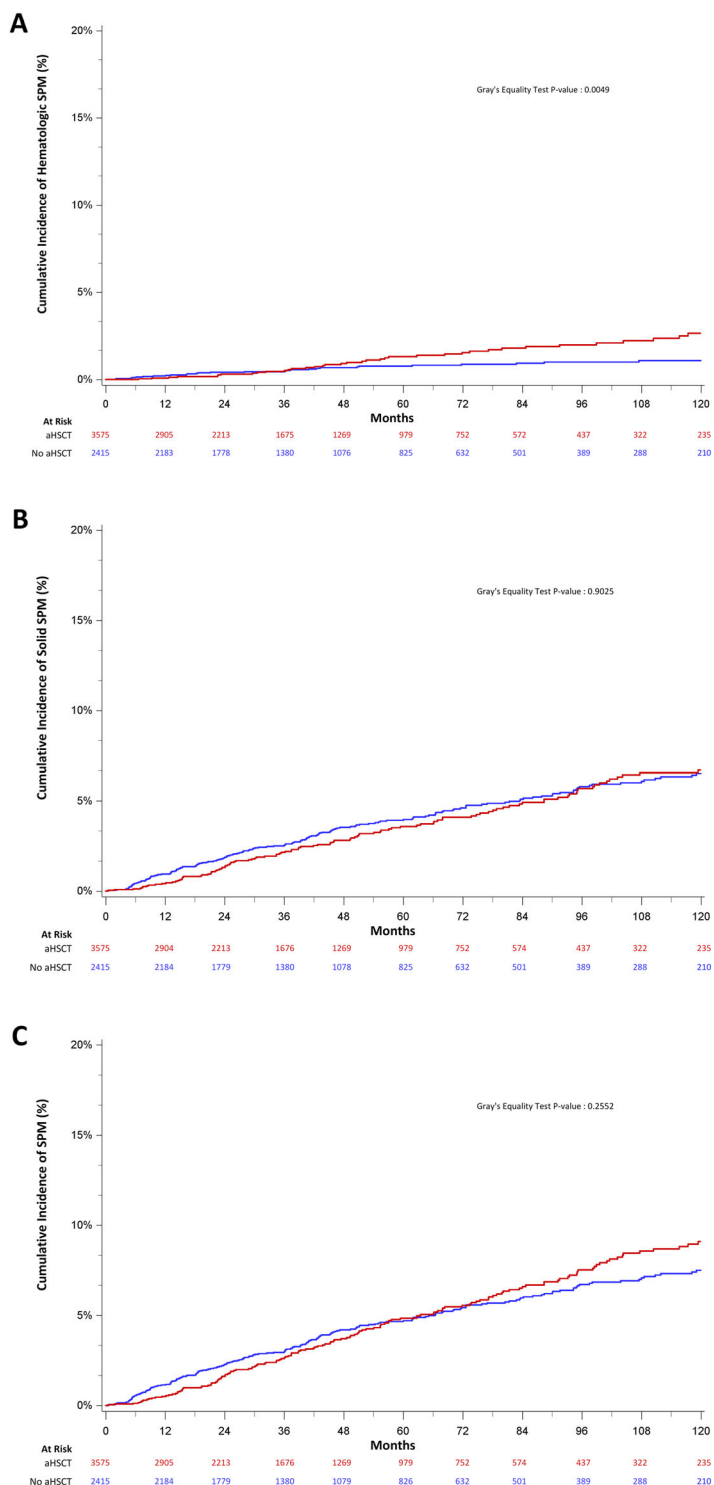 A
Cumulative Incidence of Hematologic SPM (%)
20%
15%
10%
5%
0%
Gray's Equality Test P-value : 0.0049
0 12 24 36 48 60 72 84 96 108 120
Months
At Risk
aHSCT 3575 2905 2213 1675 1269 979 752 572 437 322 235
No aHSCT 2415 2183 1778 1380 1076 825 632 501 389 288 210
B
Cumulative Incidence of Solid SPM (%)
20%
15%
10%
5%
0%
Gray's Equality Test P-value : 0.9025
0 12 24 36 48 60 72 84 96 108 120
Months
At Risk
aHSCT 3575 2904 2213 1676 1269 979 752 574 437 322 235
No aHSCT 2415 2184 1779 1380 1078 825 632 501 389 288 210
C
Cumulative Incidence of SPM (%)
20%
15%
10%
5%
0%
Gray's Equality Test P-value : 0.2552
0 12 24 36 48 60 72 84 96 108 120
Months
At Risk
aHSCT 3575 2905 2213 1676 1269 979 752 574 437 322 235
No aHSCT 2415 2184 1779 1380 1079 826 632 501 389 288 210